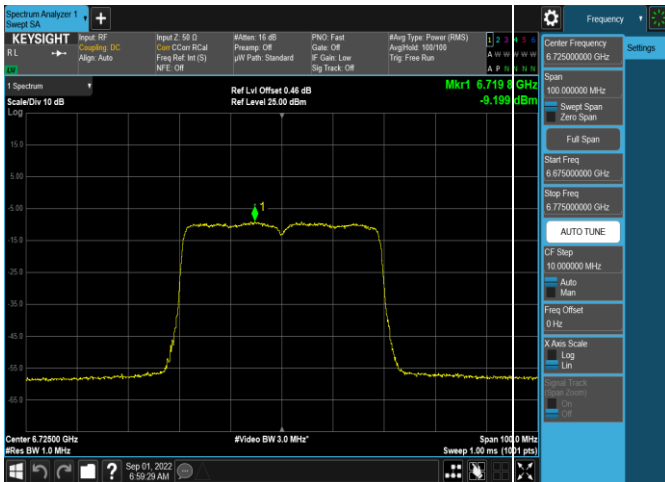 Spectrum Analyzer 1
Swept SA
+
Frequency
KEYSIGHT
RL
LV
Input: RF
Coupling: DC
Align: Auto
Input Z: 50 Ω
Corr CCorr RCal
Freq Ref: Int (S)
NFE: Off
#Atten: 16 dB
Preamp: Off
µW Path: Standard
PNO: Fast
Gate: Off
IF Gain: Low
Sig Track: Off
#Avg Type: Power (RMS)
Avg|Hold: 100/100
Trig: Free Run
1 2 3 4 5 6
A W W W W W
A P N N N N
1 Spectrum
Scale/Div 10 dB
Log
Ref Lvl Offset 0.46 dB
Ref Level 25.00 dBm
Mkr1 6.719 8 GHz
-9.199 dBm
15.0
5.00
-5.00
-15.0
-25.0
-35.0
-45.0
-55.0
-65.0
1
Center 6.72500 GHz
#Res BW 1.0 MHz
#Video BW 3.0 MHz*
Span 100.0 MHz
Sweep 1.00 ms (1001 pts)
Center Frequency
6.725000000 GHz
Settings
Span
100.000000 MHz
Swept Span
Zero Span
Full Span
Start Freq
6.675000000 GHz
Stop Freq
6.775000000 GHz
AUTO TUNE
CF Step
10.000000 MHz
Auto
Man
Freq Offset
0 Hz
X Axis Scale
Log
Lin
Signal Track
(Span Zoom)
On
Off
?
Sep 01, 2022
6:59:29 AM